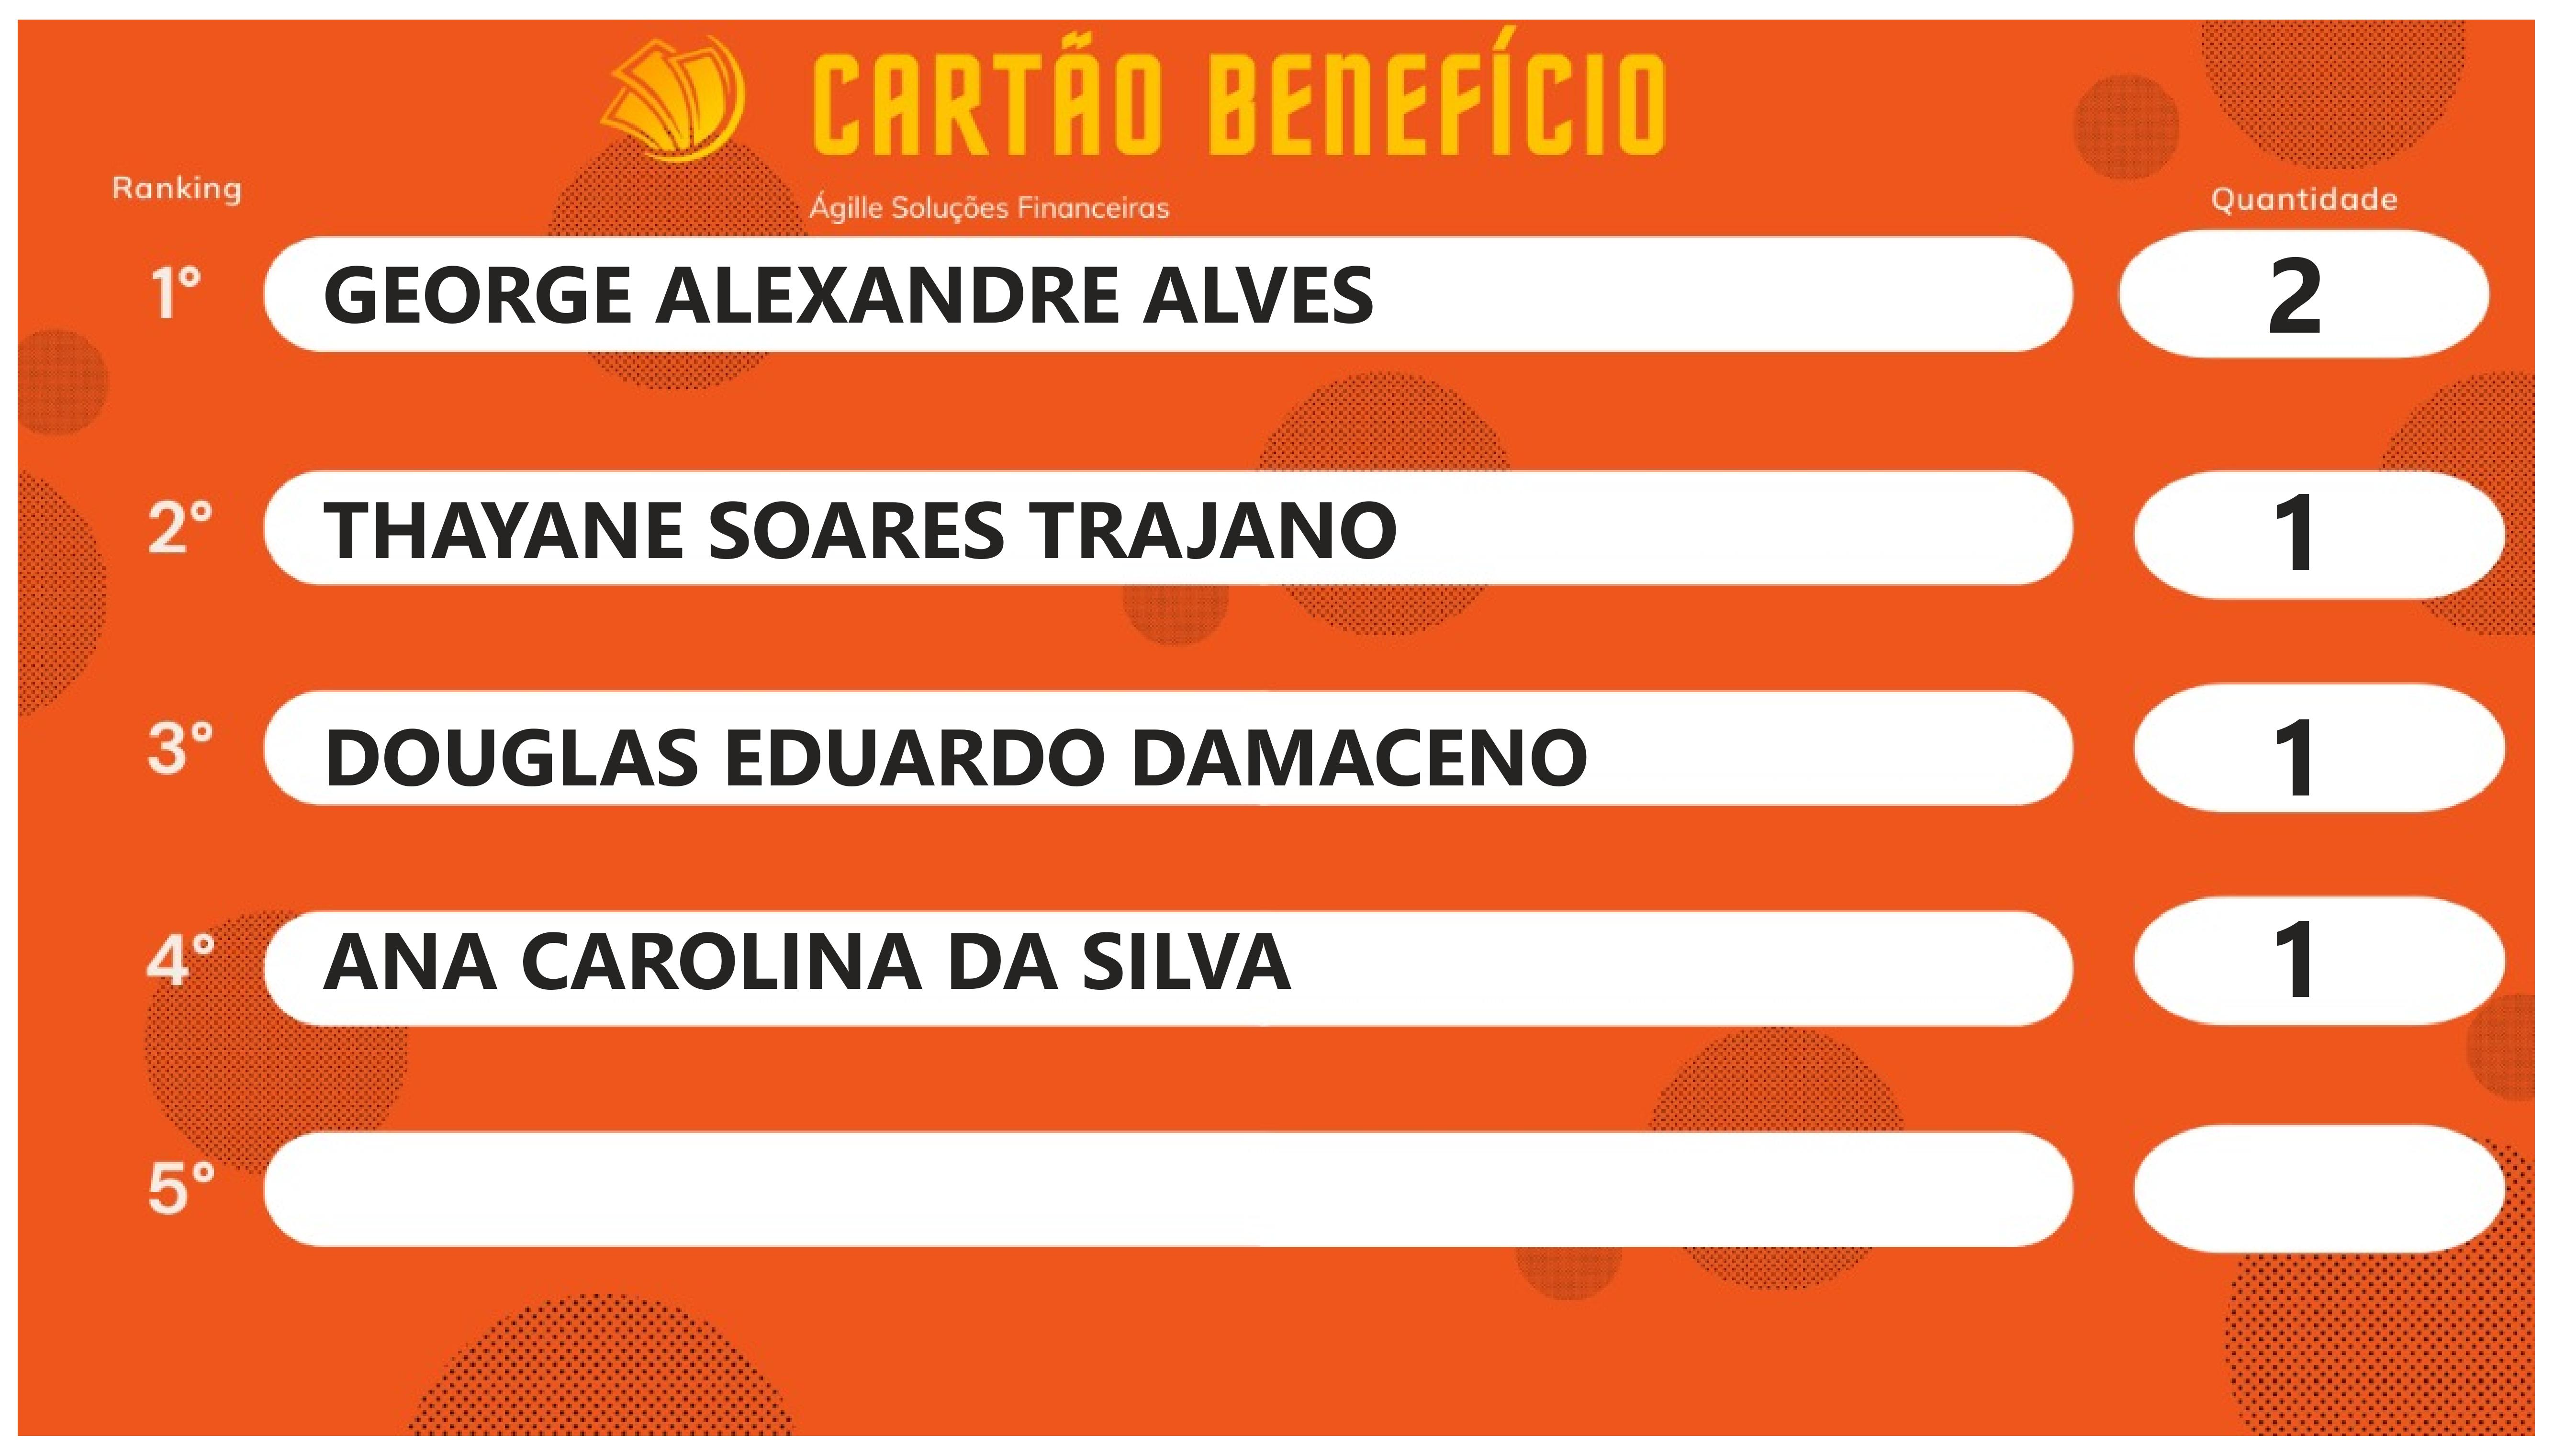 CARTÃO BENEFÍCIO
Ranking
Ágille Soluções Financeiras
Quantidade
1° GEORGE ALEXANDRE ALVES 2
2° THAYANE SOARES TRAJANO 1
3° DOUGLAS EDUARDO DAMACENO 1
4° ANA CAROLINA DA SILVA 1
5°